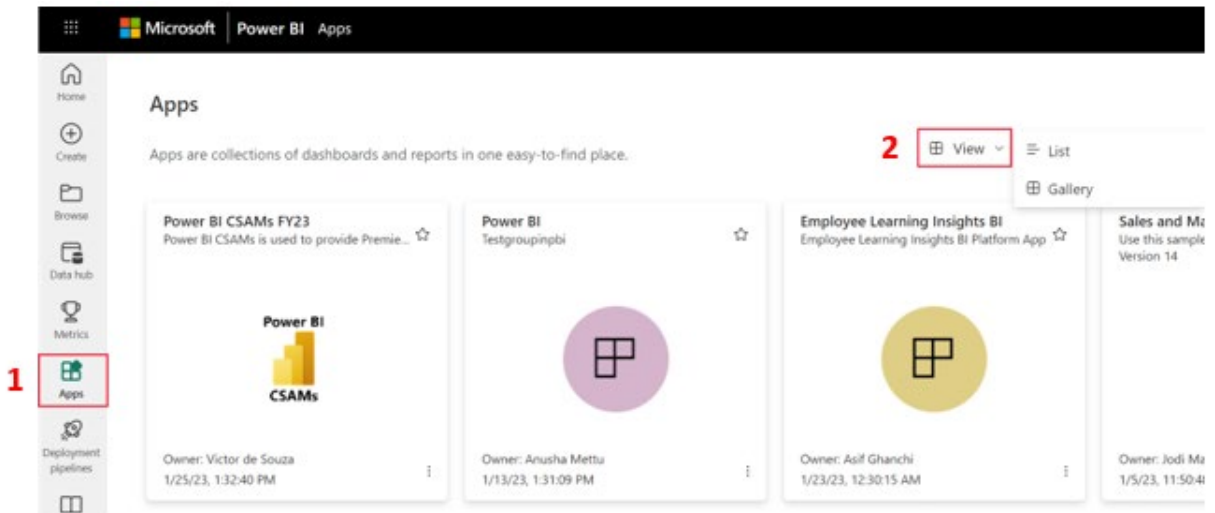 Microsoft Power BI Apps
Home
Create
Browse
Data hub
Metrics
1
Apps
Deployment
pipelines
Apps
Apps are collections of dashboards and reports in one easy-to-find place.
2
View
List
Gallery
Power BI CSAMs FY23
Power BI CSAMs is used to provide Premie...
Power BI
CSAMs
Owner: Victor de Souza
1/25/23, 1:32:40 PM
Power BI
Testgroupinpbi
Owner: Anusha Mettu
1/13/23, 1:31:09 PM
Employee Learning Insights BI
Employee Learning Insights BI Platform App
Owner: Asif Ghanchi
1/23/23, 12:30:15 AM
Sales and Ma
Use this sample
Version 14
Owner: Jodi Ma
1/5/23, 11:50:4